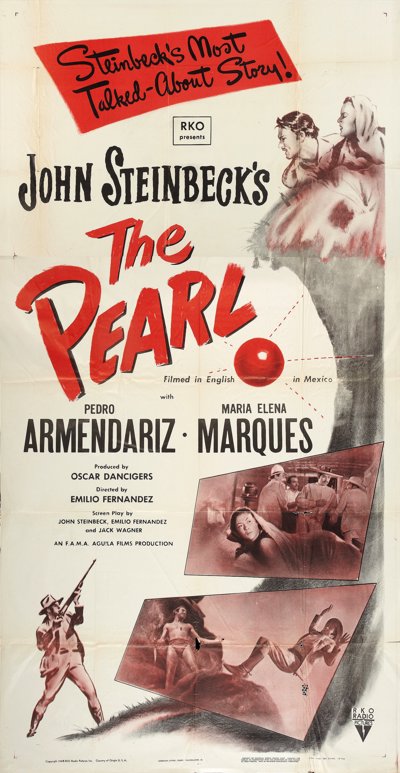 Steinbeck's Most
Talked-About Story!
RKO
presents
JOHN STEINBECK'S
The
PEARL
Filmed in English in Mexico
with
PEDRO
ARMENDARIZ · MARIA ELENA
MARQUES
Produced by
OSCAR DANCIGERS
Directed by
EMILIO FERNANDEZ
Screen Play by
JOHN STEINBECK, EMILIO FERNANDEZ
and JACK WAGNER
AN F.A.M.A. AGUILA FILMS PRODUCTION
RKO
RADIO
PICTURES